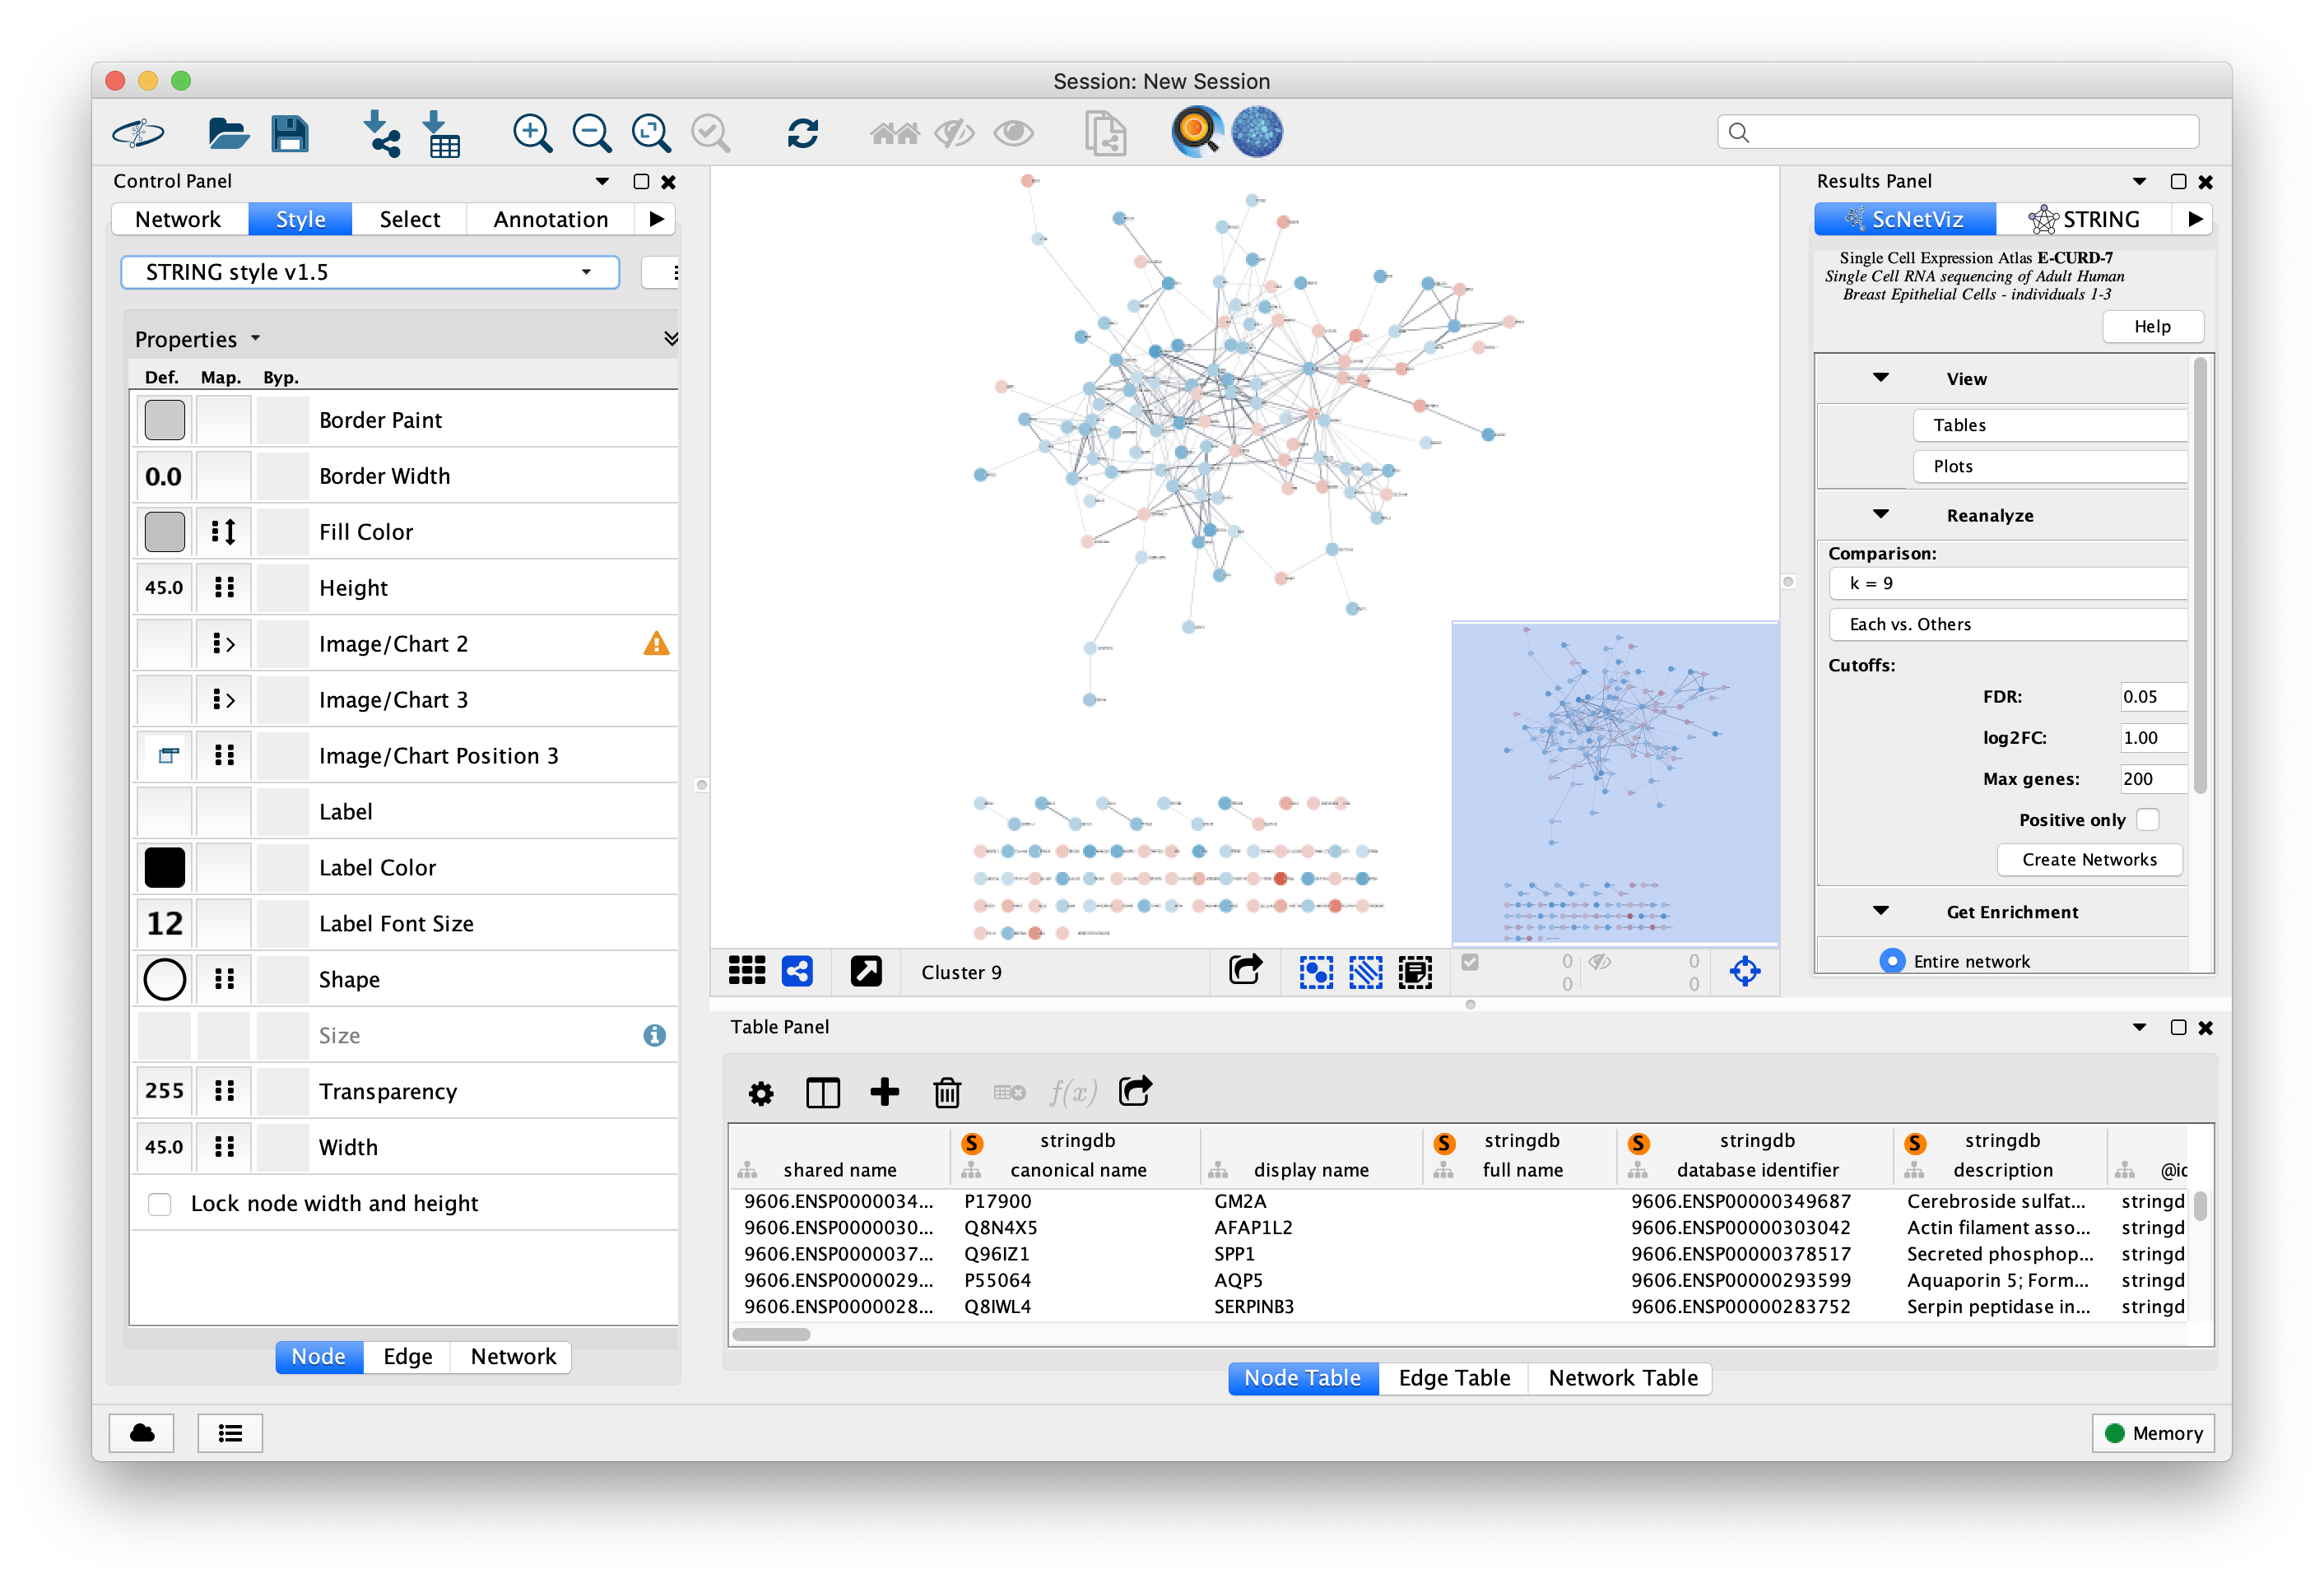 Session: New Session
Control Panel
Network Style Select Annotation
STRING style v1.5
Properties
Def. Map. Byp.
Border Paint
0.0 Border Width
Fill Color
45.0 Height
Image/Chart 2
Image/Chart 3
Image/Chart Position 3
Label
Label Color
12 Label Font Size
Shape
Size
255 Transparency
45.0 Width
Lock node width and height
Node Edge Network
Cluster 9
0 0
0 0
Results Panel
ScNetViz STRING
Single Cell Expression Atlas E-CURD-7
Single Cell RNA sequencing of Adult Human
Breast Epithelial Cells - individuals 1-3
Help
View
Tables
Plots
Reanalyze
Comparison:
k = 9
Each vs. Others
Cutoffs:
FDR: 0.05
log2FC: 1.00
Max genes: 200
Positive only
Create Networks
Get Enrichment
Entire network
Table Panel
f(x)
S stringdb S stringdb S stringdb S stringdb
shared name canonical name display name full name database identifier description @id
9606.ENSP0000034... P17900 GM2A 9606.ENSP00000349687 Cerebroside sulfat... stringd
9606.ENSP0000030... Q8N4X5 AFAP1L2 9606.ENSP00000303042 Actin filament asso... stringd
9606.ENSP0000037... Q96IZ1 SPP1 9606.ENSP00000378517 Secreted phosphop... stringd
9606.ENSP0000029... P55064 AQP5 9606.ENSP00000293599 Aquaporin 5; Form... stringd
9606.ENSP0000028... Q8IWL4 SERPINB3 9606.ENSP00000283752 Serpin peptidase in... stringd
Node Table Edge Table Network Table
Memory